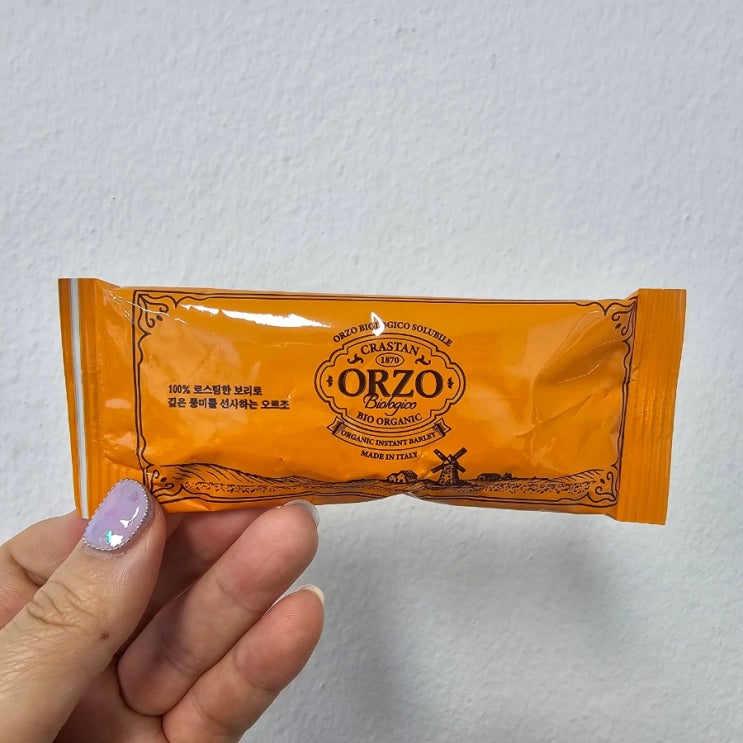 ORZO BIOLOGICO SOLUBILE
CRASTAN
1870
ORZO
Biologico
BIO ORGANIC
ORGANIC INSTANT BARLEY
MADE IN ITALY
100% 로스팅한 보리로
깊은 풍미를 선사하는 오르조